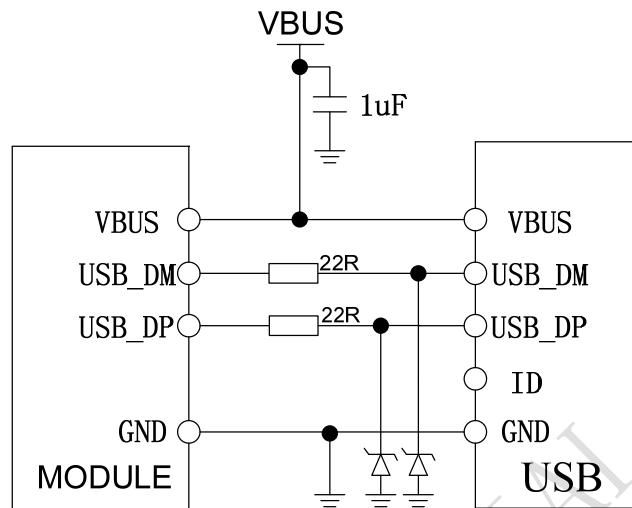 VBUS
1uF
VBUS VBUS
USB_DM 22R USB_DM
USB_DP 22R USB_DP
ID
GND GND
MODULE USB